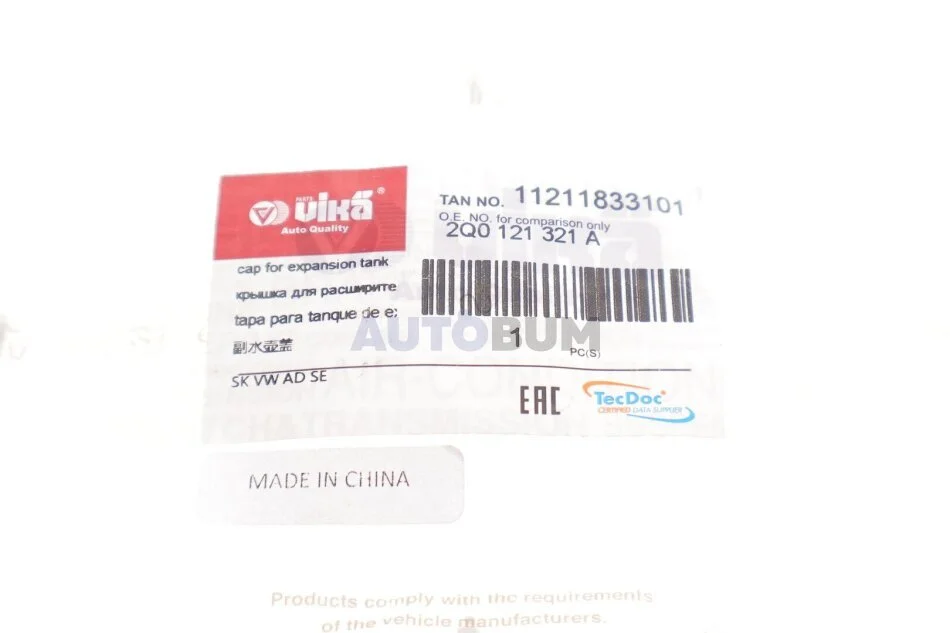 PARTS
vika®
Auto Quality
TAN NO. 11211833101
O.E. NO. for comparison only
2Q0 121 321 A
cap for expansion tank
крышка для расширите
tapa para tanque de e
副水壶盖
AUTOBUM
1
PC(S)
SK VW AD SE
EAC
TecDoc
CERTIFIED DATA SUPPLIER
MADE IN CHINA
Products comply with the requirements
of the vehicle manufacturers.